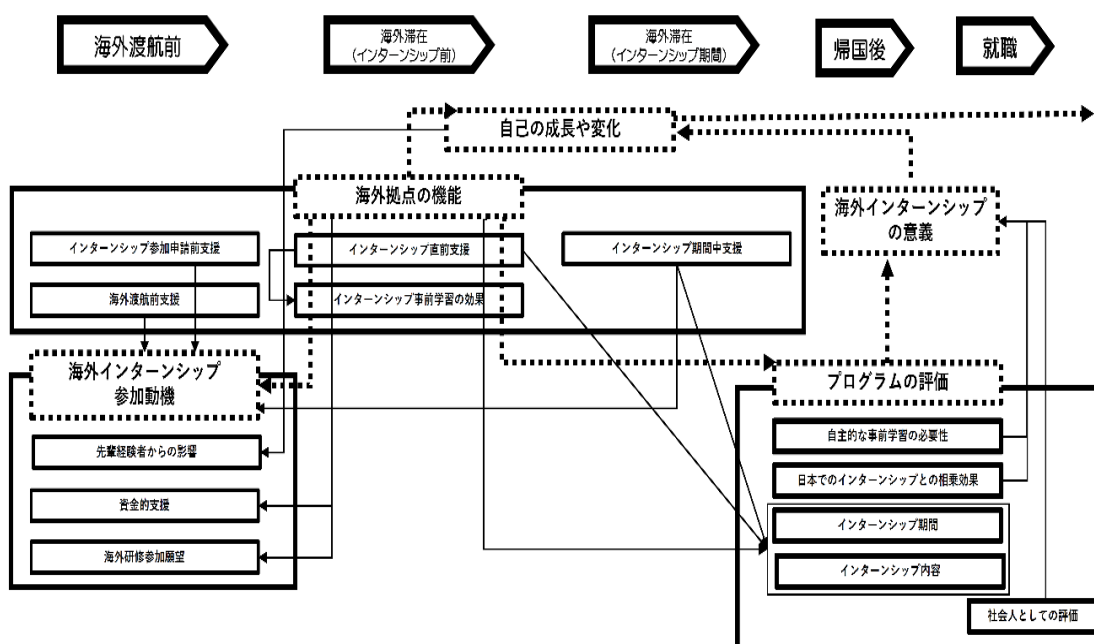 海外渡航前
海外滞在
(インターンシップ前)
海外滞在
(インターンシップ期間)
帰国後
就職
自己の成長や変化
海外拠点の機能
海外インターンシップ
の意義
インターンシップ参加申請前支援
インターンシップ直前支援
インターンシップ期間中支援
海外渡航前支援
インターンシップ事前学習の効果
海外インターンシップ
参加動機
プログラムの評価
先輩経験者からの影響
自主的な事前学習の必要性
資金的支援
日本でのインターンシップとの相乗効果
インターンシップ期間
海外研修参加願望
インターンシップ内容
社会人としての評価